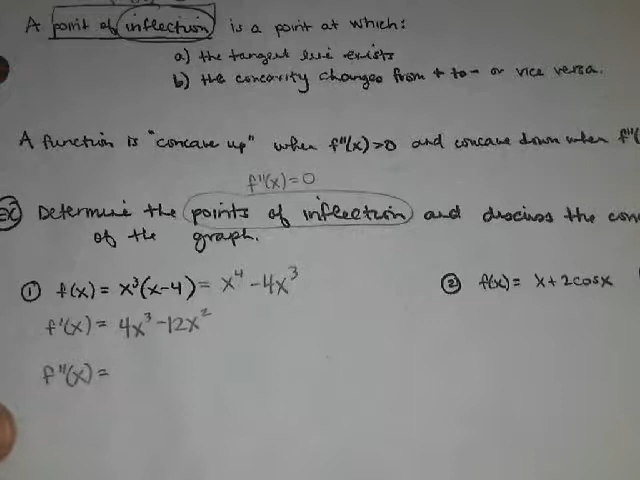 A point of inflection is a point at which:
a) the tangent line exists
b) the concavity changes from + to - or vice versa.
A function is "concave up" when f"(x)>0 and concave down when f"(
f"(x)=0
Ex Determine the points of inflection and discuss the con
of the graph.
① f(x) = x³(x-4) = x⁴ -4x³
② f(x) = x + 2cosx
f'(x) = 4x³ -12x²
f"(x) =